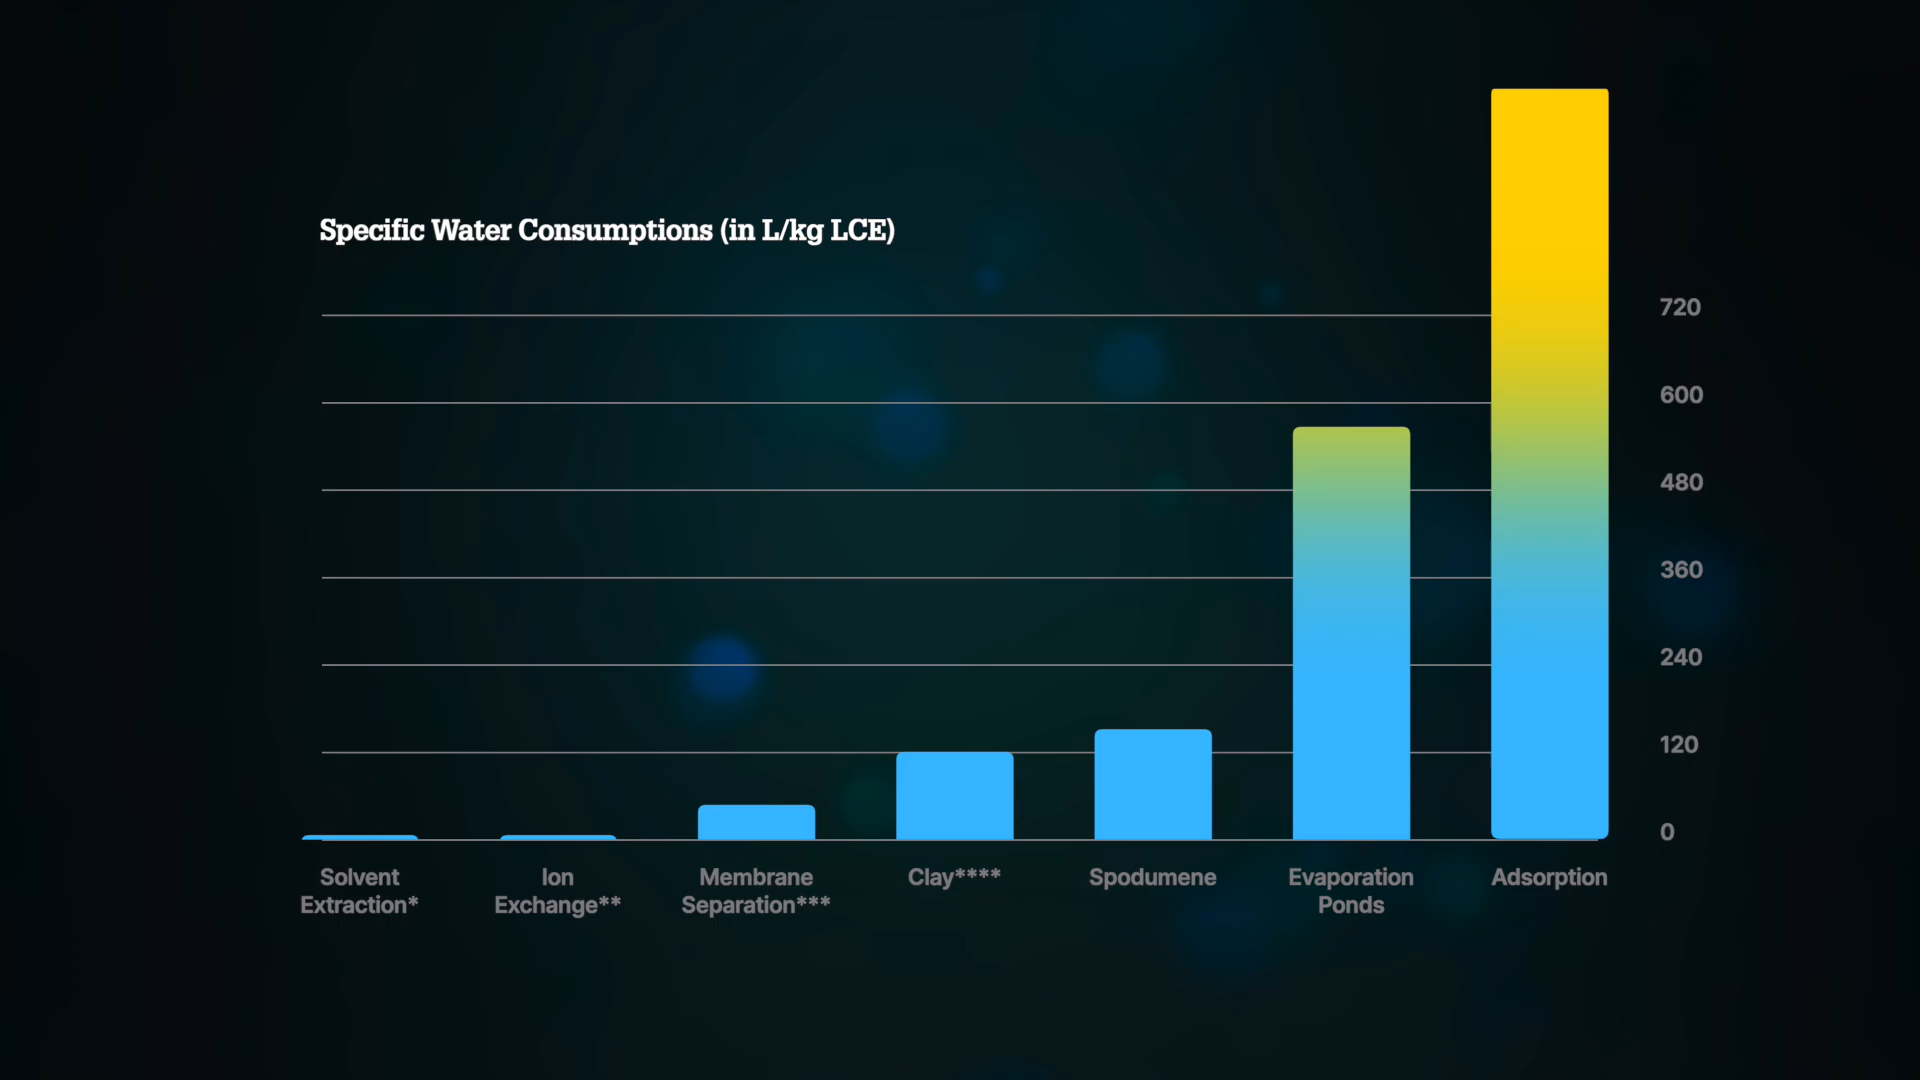 Specific Water Consumptions (in L/kg LCE)
720
600
480
360
240
120
0
Solvent
Extraction*
Ion
Exchange**
Membrane
Separation***
Clay****
Spodumene
Evaporation
Ponds
Adsorption